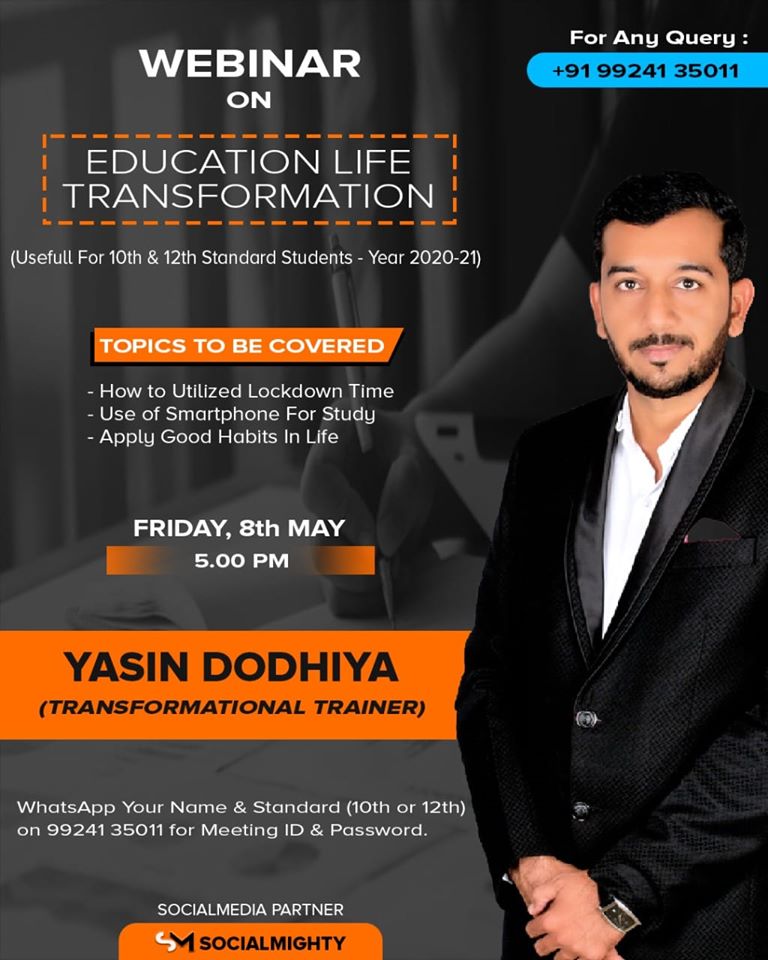 For Any Query :
+91 99241 35011
WEBINAR
ON
EDUCATION LIFE
TRANSFORMATION
(Usefull For 10th & 12th Standard Students - Year 2020-21)
TOPICS TO BE COVERED
- How to Utilized Lockdown Time
- Use of Smartphone For Study
- Apply Good Habits In Life
FRIDAY, 8th MAY
5.00 PM
YASIN DODHIYA
(TRANSFORMATIONAL TRAINER)
WhatsApp Your Name & Standard (10th or 12th)
on 99241 35011 for Meeting ID & Password.
SOCIALMEDIA PARTNER
SM SOCIALMIGHTY